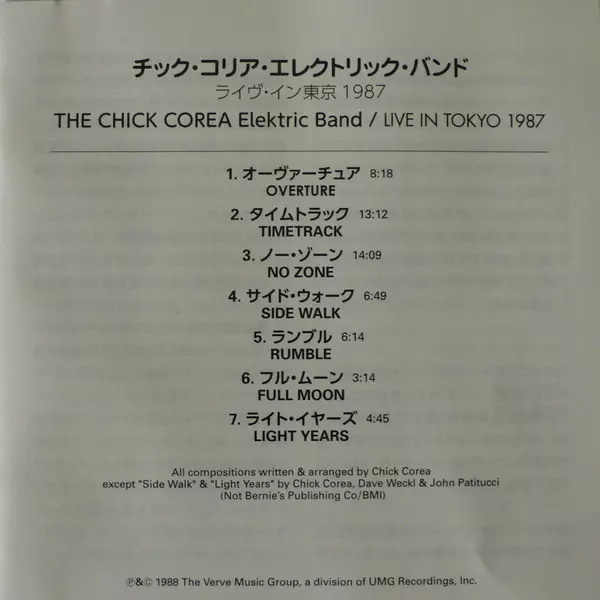 チック・コリア・エレクトリック・バンド
ライヴ・イン東京 1987
THE CHICK COREA Elektric Band / LIVE IN TOKYO 1987
1. オーヴァーチュア 8:18
OVERTURE
2. タイムトラック 13:12
TIMETRACK
3. ノー・ゾーン 14:09
NO ZONE
4. サイド・ウォーク 6:49
SIDE WALK
5. ランブル 6:14
RUMBLE
6. フル・ムーン 3:14
FULL MOON
7. ライト・イヤーズ 4:45
LIGHT YEARS
All compositions written & arranged by Chick Corea
except "Side Walk" & "Light Years" by Chick Corea, Dave Weckl & John Patitucci
(Not Bernie's Publishing Co/BMI)
℗&© 1988 The Verve Music Group, a division of UMG Recordings, Inc.